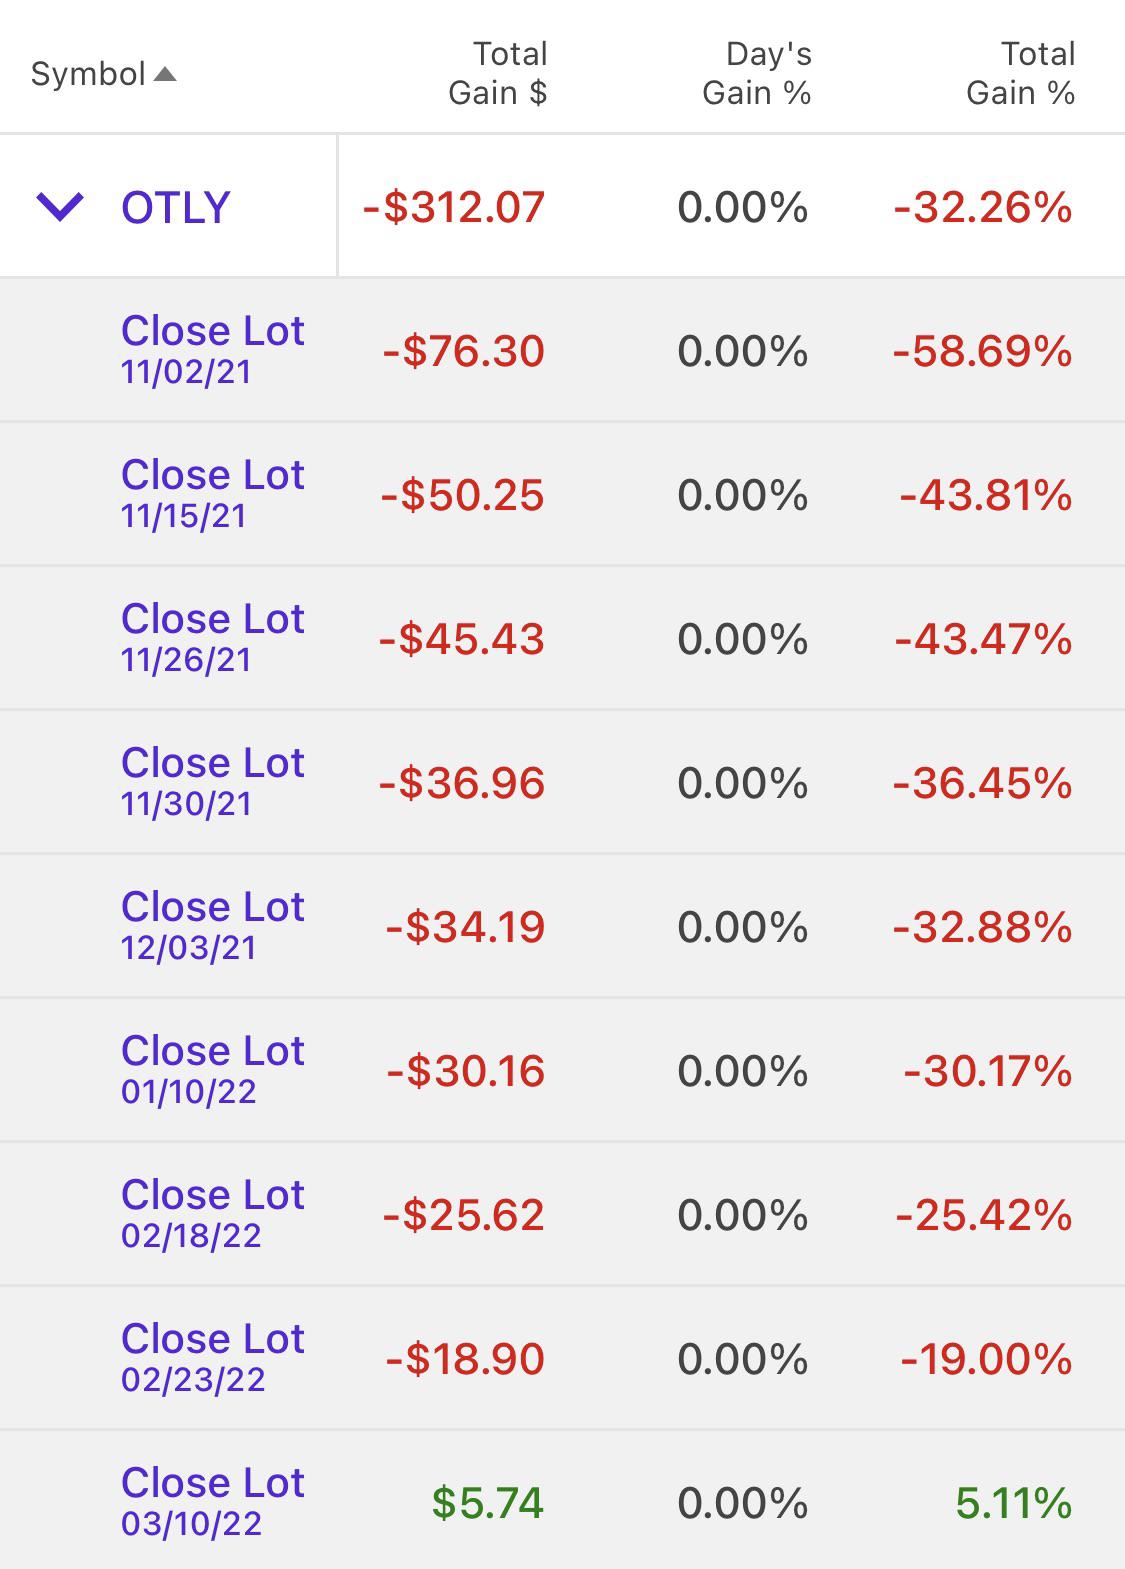 Symbol Total Gain $ Day's Gain % Total Gain %
OTLY -$312.07 0.00% -32.26%
Close Lot -$76.30 0.00% -58.69%
11/02/21
Close Lot -$50.25 0.00% -43.81%
11/15/21
Close Lot -$45.43 0.00% -43.47%
11/26/21
Close Lot -$36.96 0.00% -36.45%
11/30/21
Close Lot -$34.19 0.00% -32.88%
12/03/21
Close Lot -$30.16 0.00% -30.17%
01/10/22
Close Lot -$25.62 0.00% -25.42%
02/18/22
Close Lot -$18.90 0.00% -19.00%
02/23/22
Close Lot $5.74 0.00% 5.11%
03/10/22